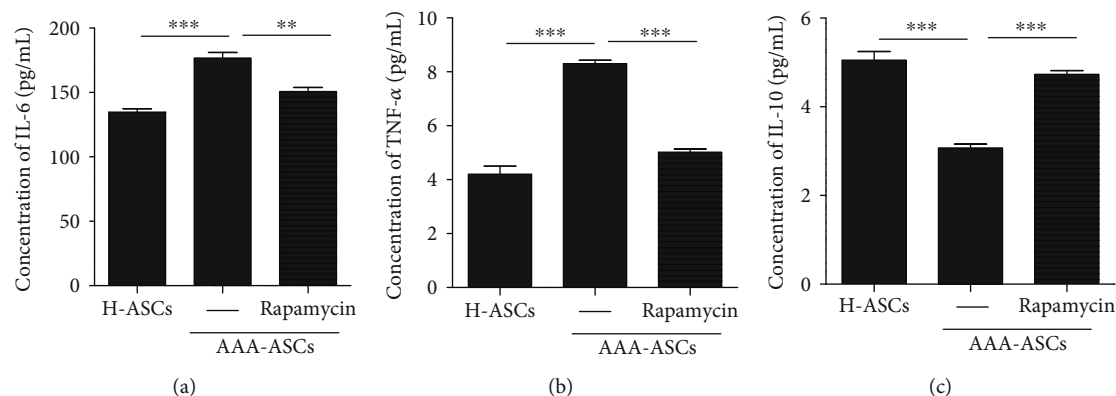 *** **
200
150
100
50
0
Concentration of IL-6 (pg/mL)
H-ASCs — Rapamycin
AAA-ASCs
(a)
*** ***
10
8
6
4
2
0
Concentration of TNF-α (pg/mL)
H-ASCs — Rapamycin
AAA-ASCs
(b)
*** ***
6
4
2
0
Concentration of IL-10 (pg/mL)
H-ASCs — Rapamycin
AAA-ASCs
(c)